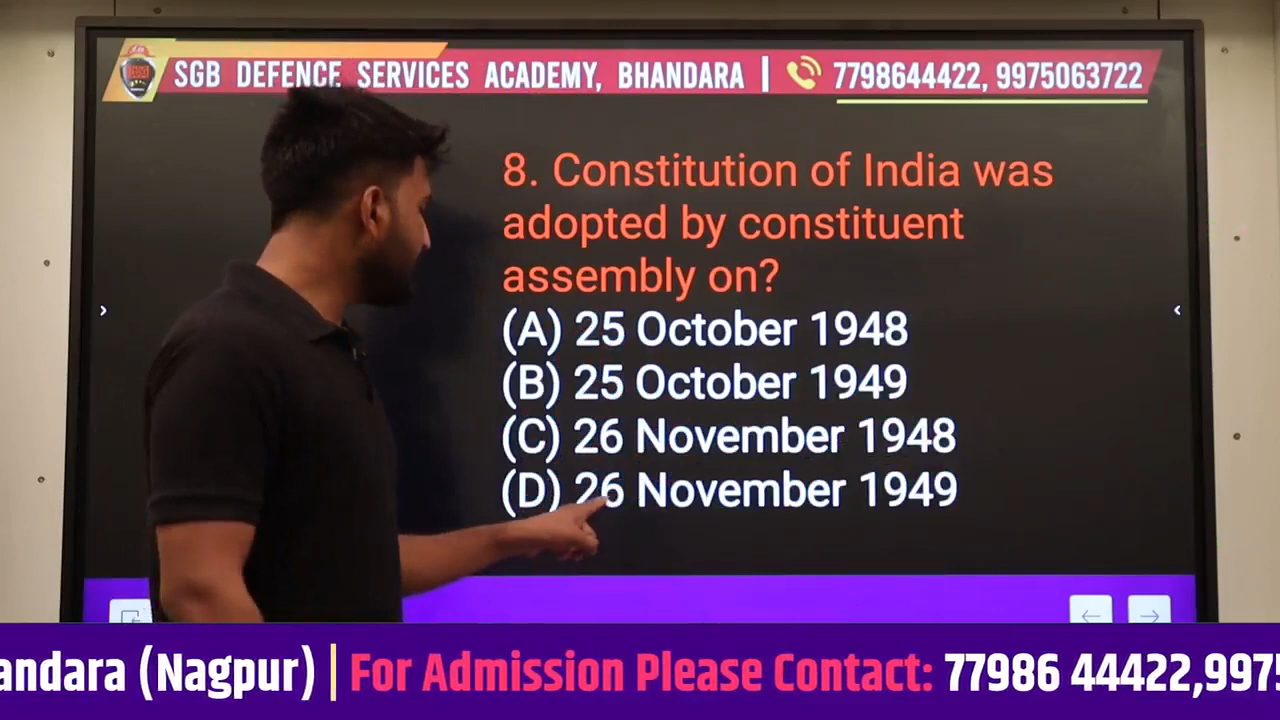 SGB DEFENCE SERVICES ACADEMY, BHANDARA | 7798644422, 9975063722
8. Constitution of India was
adopted by constituent
assembly on?
(A) 25 October 1948
(B) 25 October 1949
(C) 26 November 1948
(D) 26 November 1949
andara (Nagpur) | For Admission Please Contact: 77986 44422,997